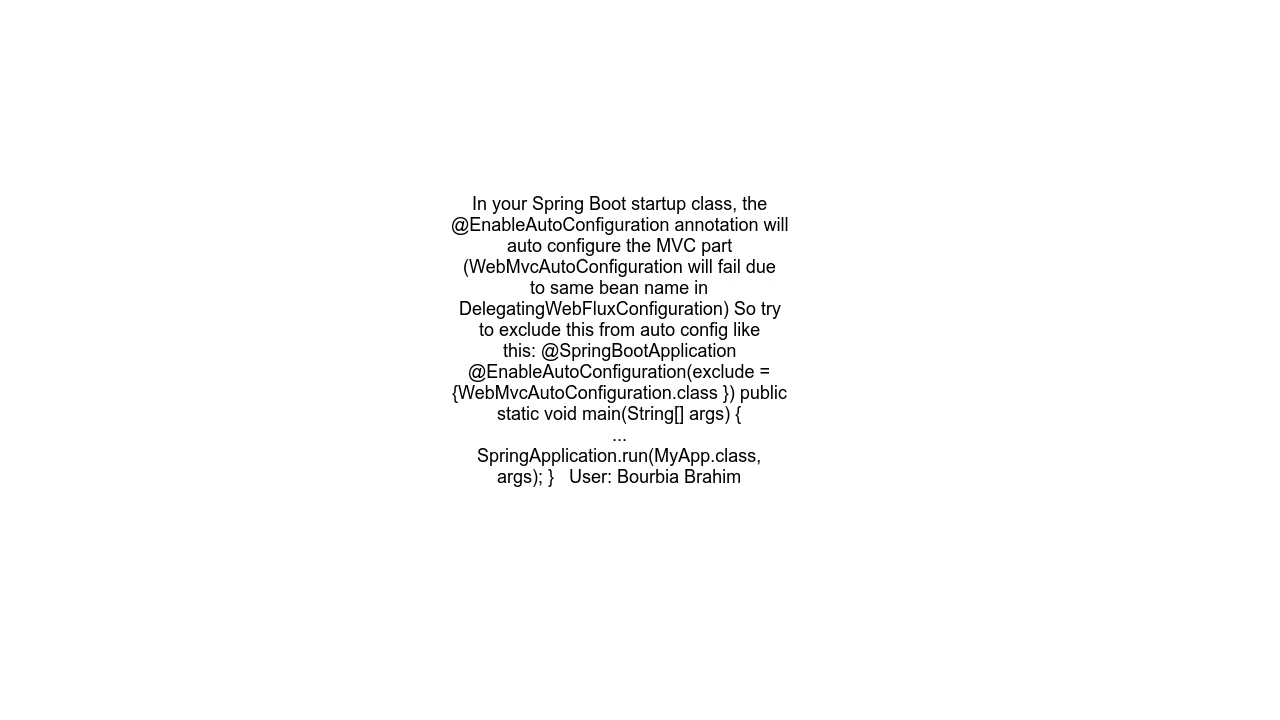 In your Spring Boot startup class, the
@EnableAutoConfiguration annotation will
auto configure the MVC part
(WebMvcAutoConfiguration will fail due
to same bean name in
DelegatingWebFluxConfiguration) So try
to exclude this from auto config like
this: @SpringBootApplication
@EnableAutoConfiguration(exclude =
{WebMvcAutoConfiguration.class }) public
static void main(String[] args) {
...
SpringApplication.run(MyApp.class,
args); }   User: Bourbia Brahim